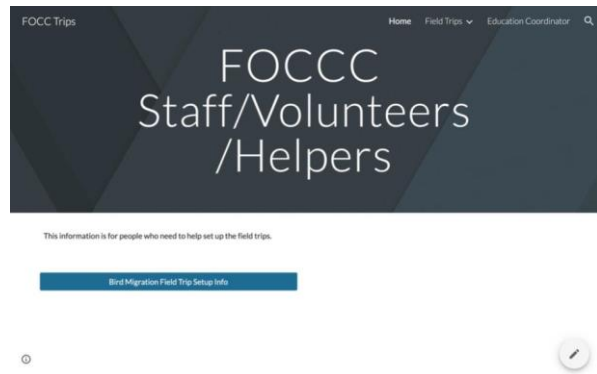 FOCC Trips
Home Field Trips Education Coordinator
FOCCC
Staff/Volunteers
/Helpers
This information is for people who need to help set up the field trips.
Bird Migration Field Trip Setup Info